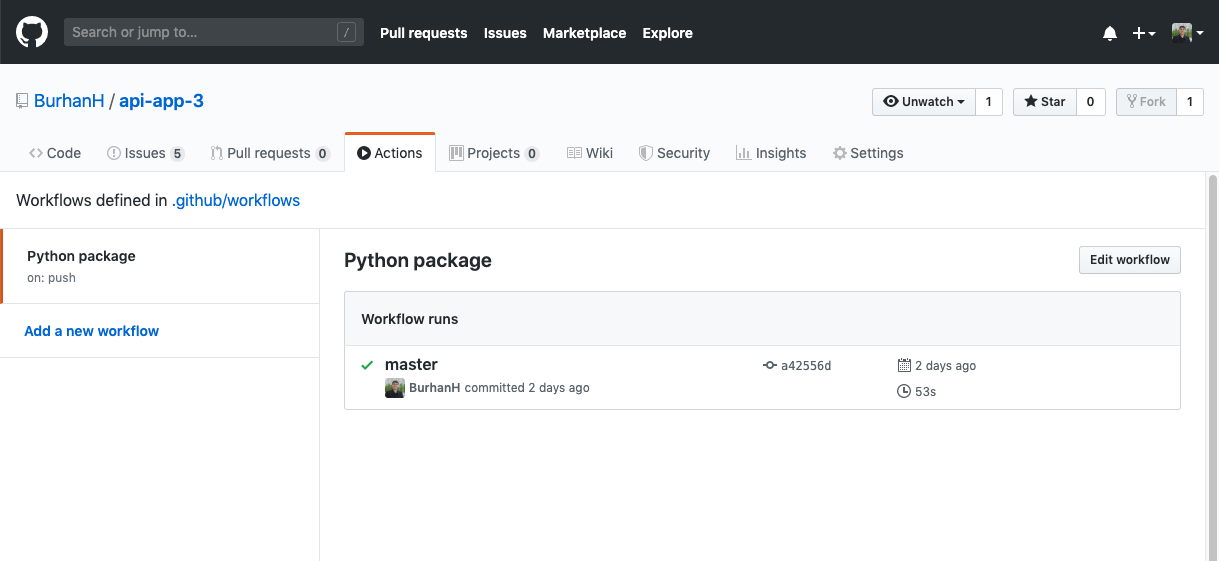 Search or jump to... / Pull requests Issues Marketplace Explore
BurhanH / api-app-3 Unwatch 1 Star 0 Fork 1
Code Issues 5 Pull requests 0 Actions Projects 0 Wiki Security Insights Settings
Workflows defined in .github/workflows
Python package
on: push
Add a new workflow
Python package Edit workflow
Workflow runs
master a42556d 2 days ago
BurhanH committed 2 days ago 53s